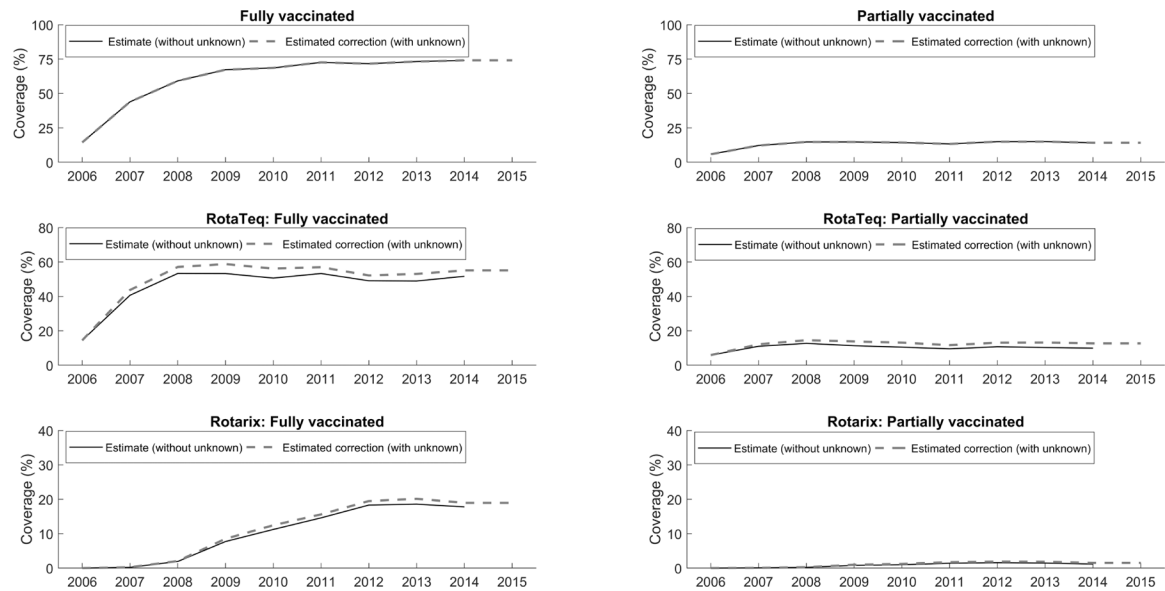 Fully vaccinated
Estimate (without unknown) Estimated correction (with unknown)
Coverage (%)
100
75
50
25
0
2006 2007 2008 2009 2010 2011 2012 2013 2014 2015
Partially vaccinated
Estimate (without unknown) Estimated correction (with unknown)
Coverage (%)
100
75
50
25
0
2006 2007 2008 2009 2010 2011 2012 2013 2014 2015
RotaTeq: Fully vaccinated
Estimate (without unknown) Estimated correction (with unknown)
Coverage (%)
80
60
40
20
0
2006 2007 2008 2009 2010 2011 2012 2013 2014 2015
RotaTeq: Partially vaccinated
Estimate (without unknown) Estimated correction (with unknown)
Coverage (%)
80
60
40
20
0
2006 2007 2008 2009 2010 2011 2012 2013 2014 2015
Rotarix: Fully vaccinated
Estimate (without unknown) Estimated correction (with unknown)
Coverage (%)
40
30
20
10
0
2006 2007 2008 2009 2010 2011 2012 2013 2014 2015
Rotarix: Partially vaccinated
Estimate (without unknown) Estimated correction (with unknown)
Coverage (%)
40
30
20
10
0
2006 2007 2008 2009 2010 2011 2012 2013 2014 2015